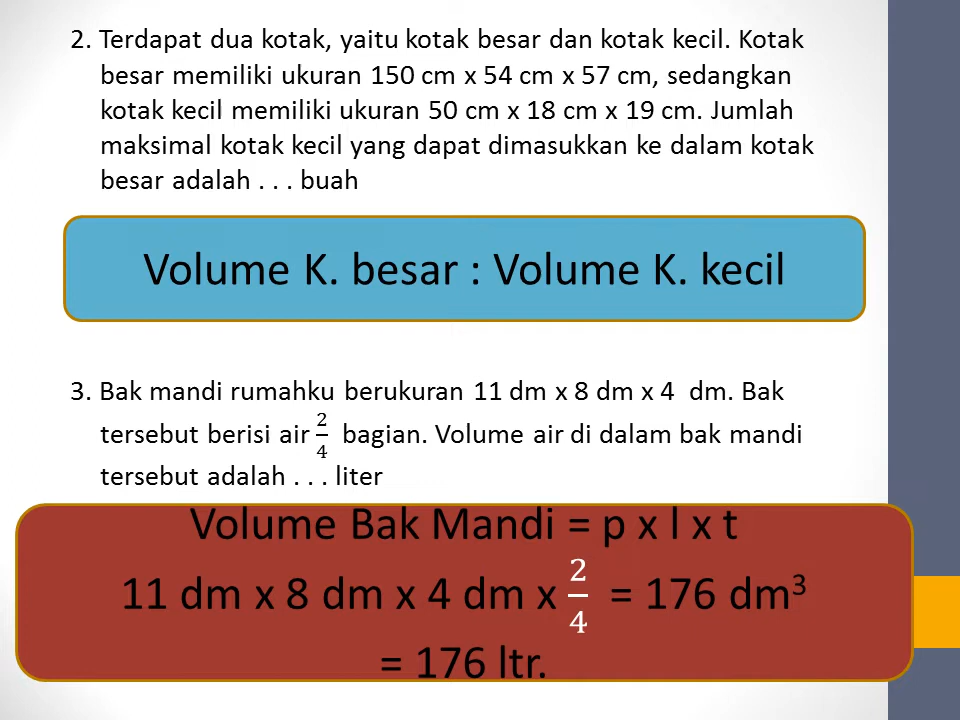 2. Terdapat dua kotak, yaitu kotak besar dan kotak kecil. Kotak
besar memiliki ukuran 150 cm x 54 cm x 57 cm, sedangkan
kotak kecil memiliki ukuran 50 cm x 18 cm x 19 cm. Jumlah
maksimal kotak kecil yang dapat dimasukkan ke dalam kotak
besar adalah . . . buah
Volume K. besar : Volume K. kecil
3. Bak mandi rumahku berukuran 11 dm x 8 dm x 4  dm. Bak
tersebut berisi air 2/4 bagian. Volume air di dalam bak mandi
tersebut adalah . . . liter
Volume Bak Mandi = p x l x t
11 dm x 8 dm x 4 dm x 2/4 = 176 dm³
= 176 ltr.